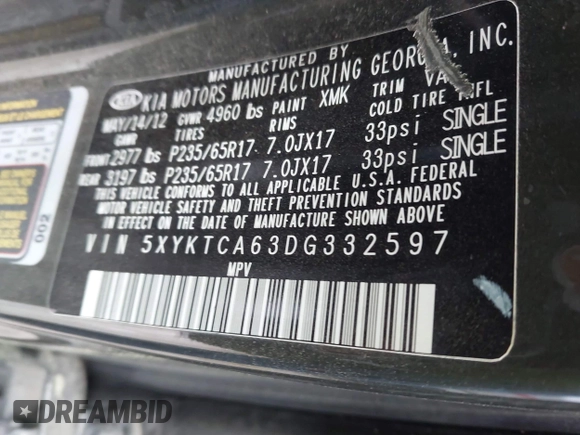 MANUFACTURED BY
KIA KIA MOTORS MANUFACTURING GEORGIA, INC.
MAY/14/12 GVWR 4960 lbs PAINT XMK TRIM VA
GAWR TIRES RIMS COLD TIRE INFL
FRONT 2977 lbs P235/65R17 7.0JX17 33psi SINGLE
REAR 3197 lbs P235/65R17 7.0JX17 33psi SINGLE
THIS VEHICLE CONFORMS TO ALL APPLICABLE U.S.A. FEDERAL
MOTOR VEHICLE SAFETY AND THEFT PREVENTION STANDARDS
IN EFFECT ON THE DATE OF MANUFACTURE SHOWN ABOVE
VIN 5XYKTCA63DG332597
MPV
002
DREAMBID